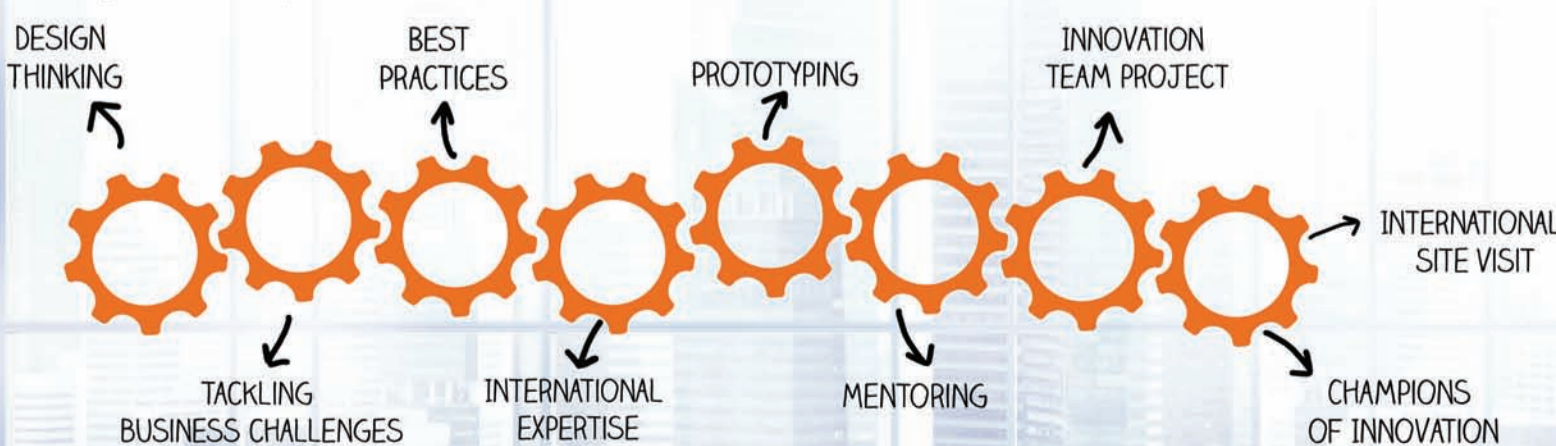 DESIGN
THINKING
BEST
PRACTICES
PROTOTYPING
INNOVATION
TEAM PROJECT
INTERNATIONAL
SITE VISIT
TACKLING
BUSINESS CHALLENGES
INTERNATIONAL
EXPERTISE
MENTORING
CHAMPIONS
OF INNOVATION